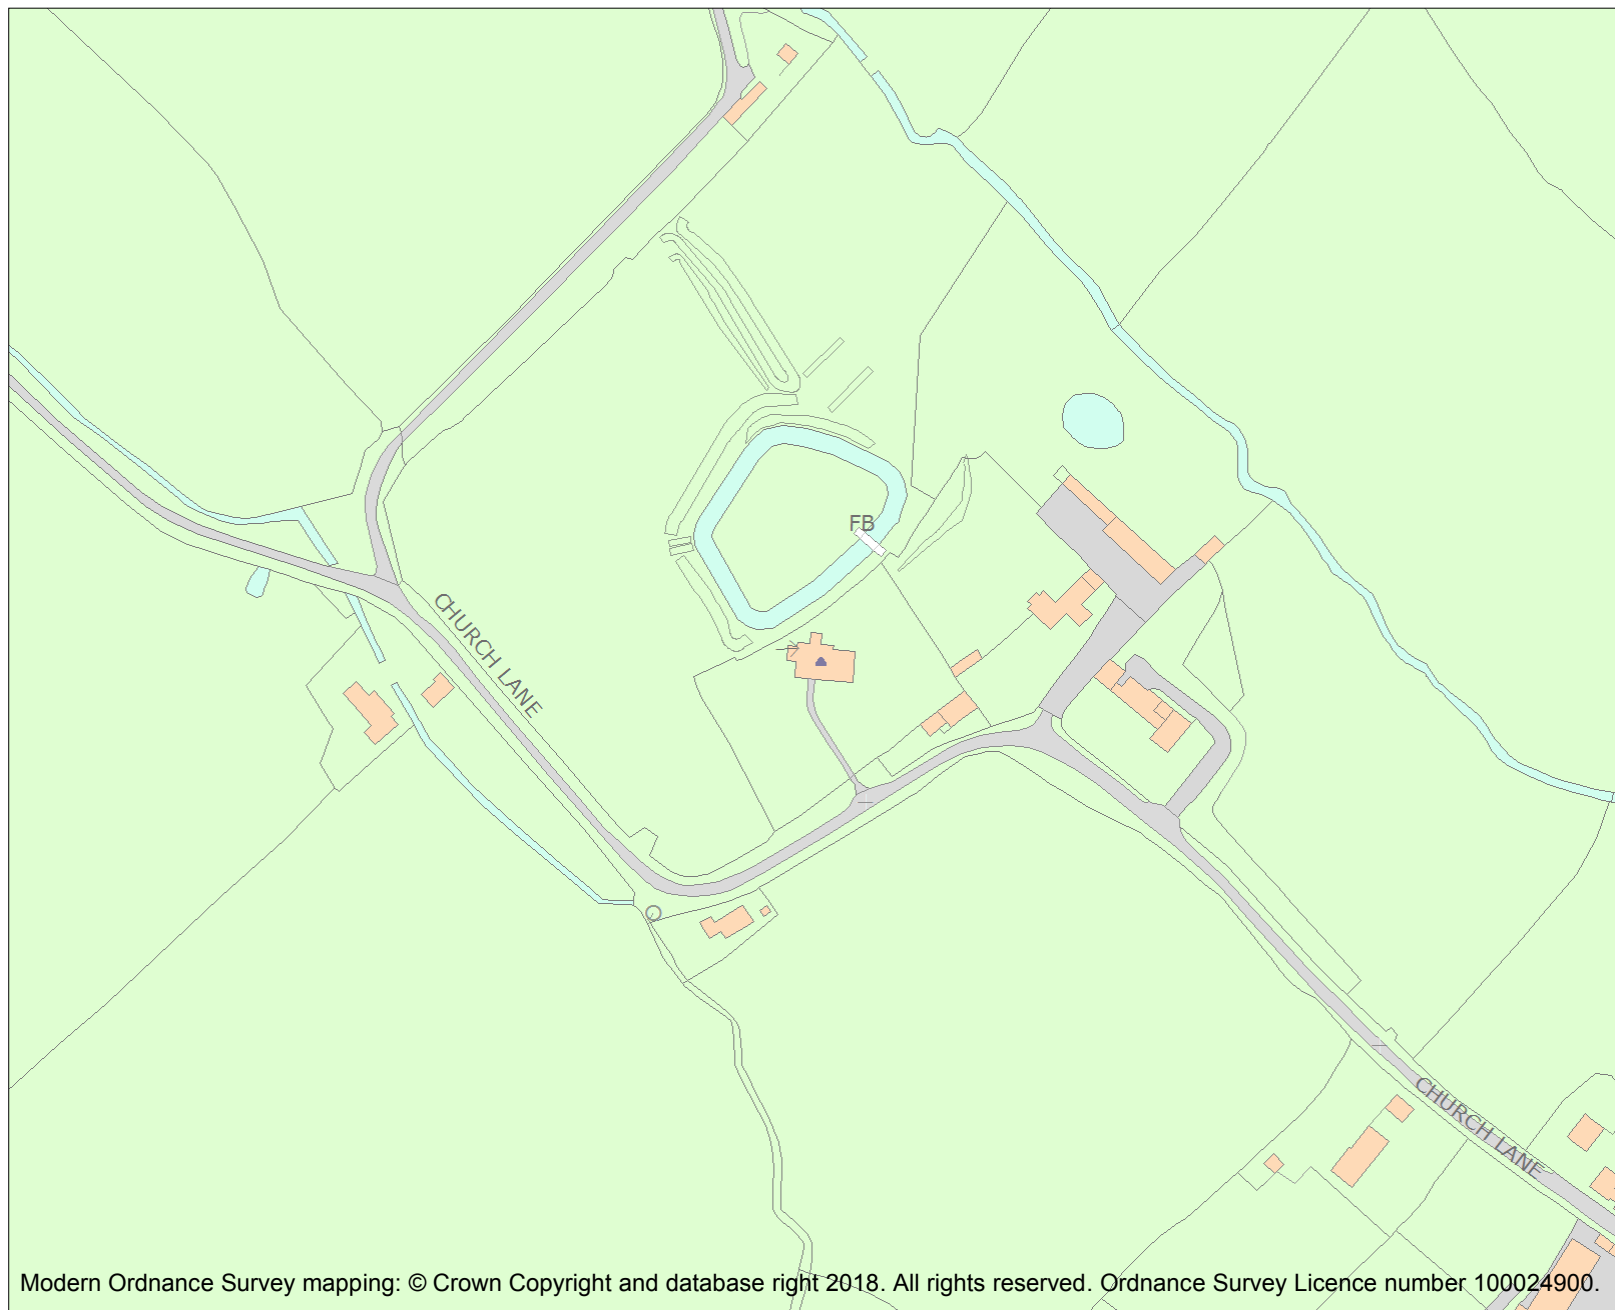 FB
CHURCH LANE
CHURCH LANE
Modern Ordnance Survey mapping: © Crown Copyright and database right 2018. All rights reserved. Ordnance Survey Licence number 100024900.